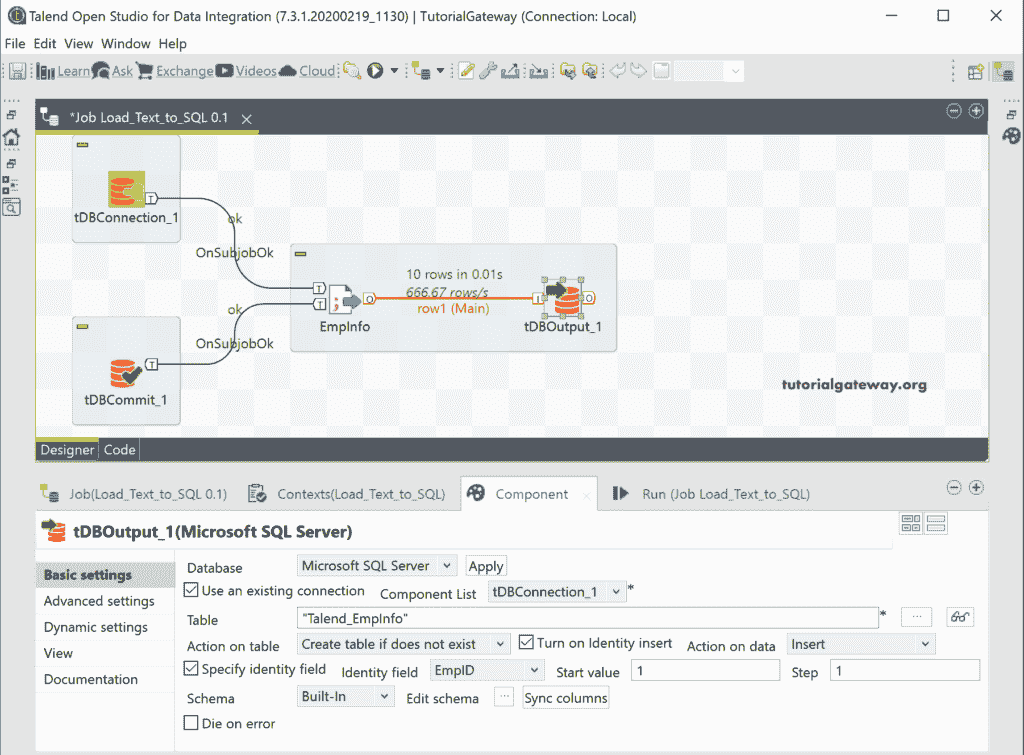 Talend Open Studio for Data Integration (7.3.1.20200219_1130) | TutorialGateway (Connection: Local)
File Edit View Window Help
Learn Ask Exchange Videos Cloud
*Job Load_Text_to_SQL 0.1
tDBConnection_1
ok
OnSubjobOk
10 rows in 0.01s
666.67 rows/s
row1 (Main)
EmpInfo
tDBOutput_1
ok
OnSubjobOk
tDBCommit_1
tutorialgateway.org
Designer Code
Job(Load_Text_to_SQL 0.1) Contexts(Load_Text_to_SQL) Component Run (Job Load_Text_to_SQL)
tDBOutput_1(Microsoft SQL Server)
Basic settings
Advanced settings
Dynamic settings
View
Documentation
Database Microsoft SQL Server Apply
Use an existing connection Component List tDBConnection_1 *
Table "Talend_EmpInfo" * ...
Action on table Create table if does not exist Turn on Identity insert Action on data Insert
Specify identity field Identity field EmpID Start value 1 Step 1
Schema Built-In Edit schema ... Sync columns
Die on error